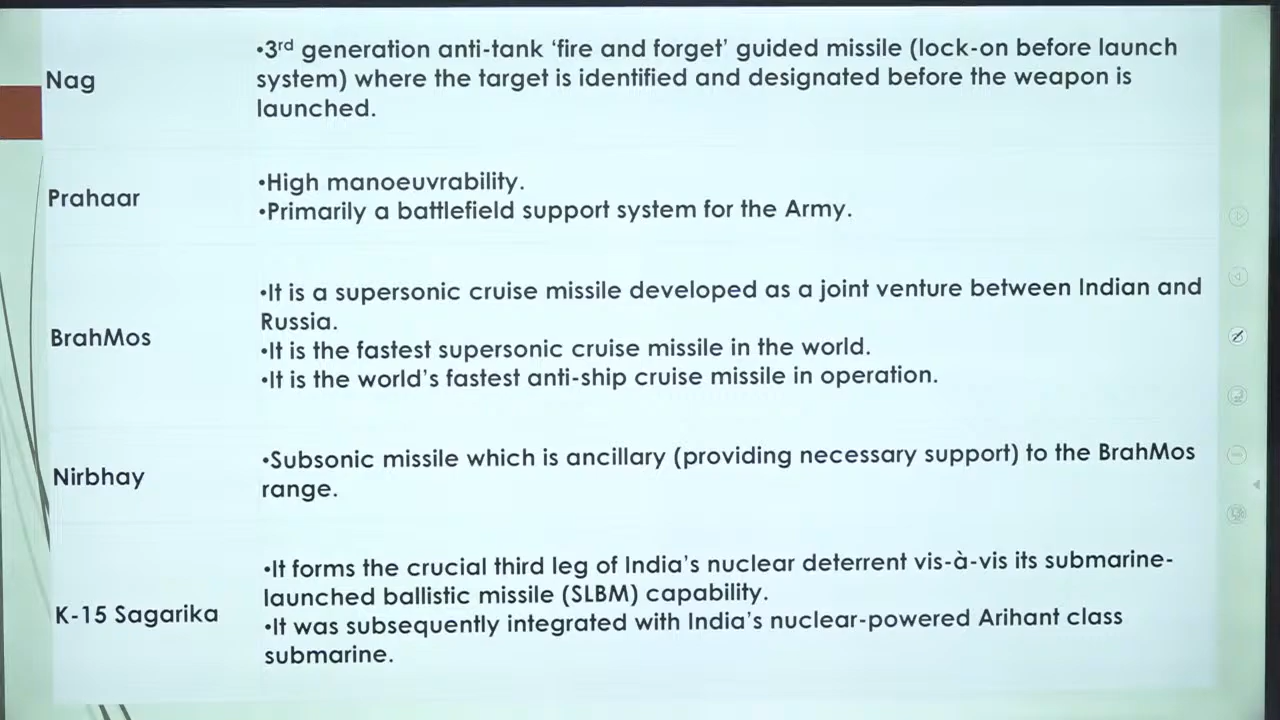 Nag
•3rd generation anti-tank ‘fire and forget’ guided missile (lock-on before launch
system) where the target is identified and designated before the weapon is
launched.
Prahaar
•High manoeuvrability.
•Primarily a battlefield support system for the Army.
BrahMos
•It is a supersonic cruise missile developed as a joint venture between Indian and
Russia.
•It is the fastest supersonic cruise missile in the world.
•It is the world’s fastest anti-ship cruise missile in operation.
Nirbhay
•Subsonic missile which is ancillary (providing necessary support) to the BrahMos
range.
K-15 Sagarika
•It forms the crucial third leg of India’s nuclear deterrent vis-à-vis its submarine-
launched ballistic missile (SLBM) capability.
•It was subsequently integrated with India’s nuclear-powered Arihant class
submarine.